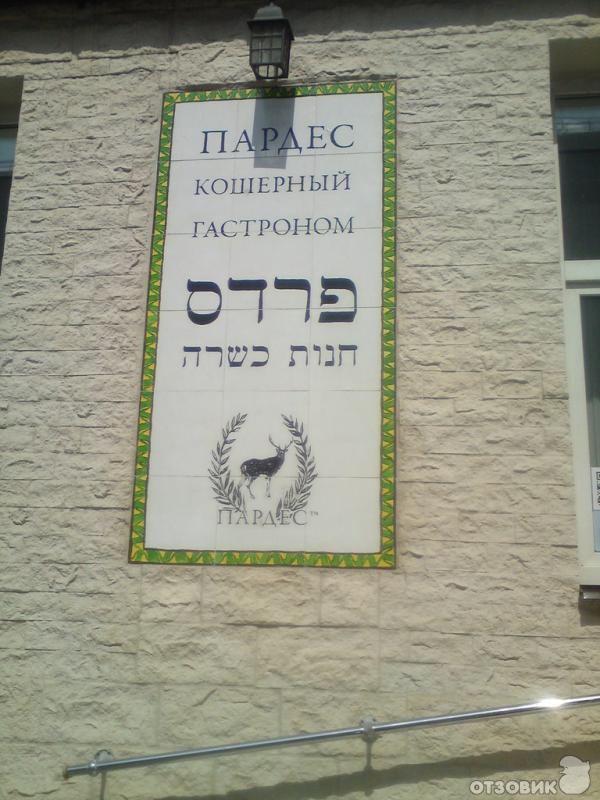 ПАРДЕС
КОШЕРНЫЙ
ГАСТРОНОМ
פרדס
חנות כשרה
ПАРДЕС™
ОТЗОВИК